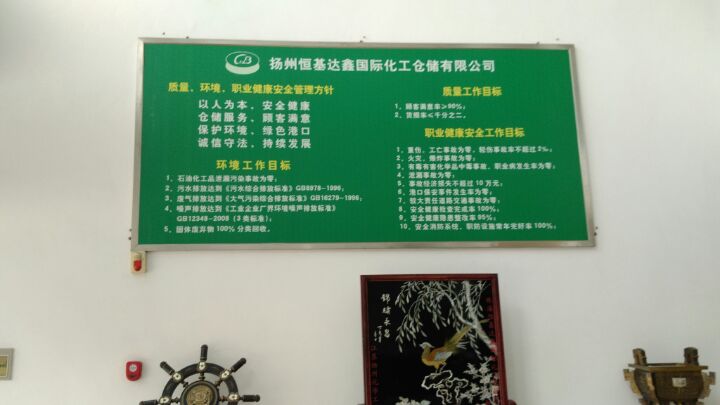 CB
扬州恒基达鑫国际化工仓储有限公司
质量、环境、职业健康安全管理方针
以人为本、安全健康
仓储服务、顾客满意
保护环境、绿色港口
诚信守法、持续发展
环境工作目标
1、石油化工品泄漏污染事故为零；
2、污水排放达到《污水综合排放标准》GB8978-1996；
3、废气排放达到《大气污染综合排放标准》GB16279-1996；
4、噪声排放达到《工业企业厂界环境噪声排放标准》
GB12348-2008（3类标准）；
5、固体废弃物100%分类回收。
质量工作目标
1、顾客满意率≥90%；
2、货损率≤千分之二。
职业健康安全工作目标
1、重伤、工亡事故为零、轻伤事故率不超过2‰；
2、火灾、爆炸事故为零；
3、有毒有害化学品中毒事故、职业病发生率为零；
4、泄漏事故为零；
5、事故经济损失不超过10万元；
6、港口保安事件发生率为零；
7、较大责任道路交通事故为零；
8、安全健康投资完成率100%；
9、安全健康隐患整改率95%；
10、安全消防系统、职防设施常年完好率100%；
锦绣永昌